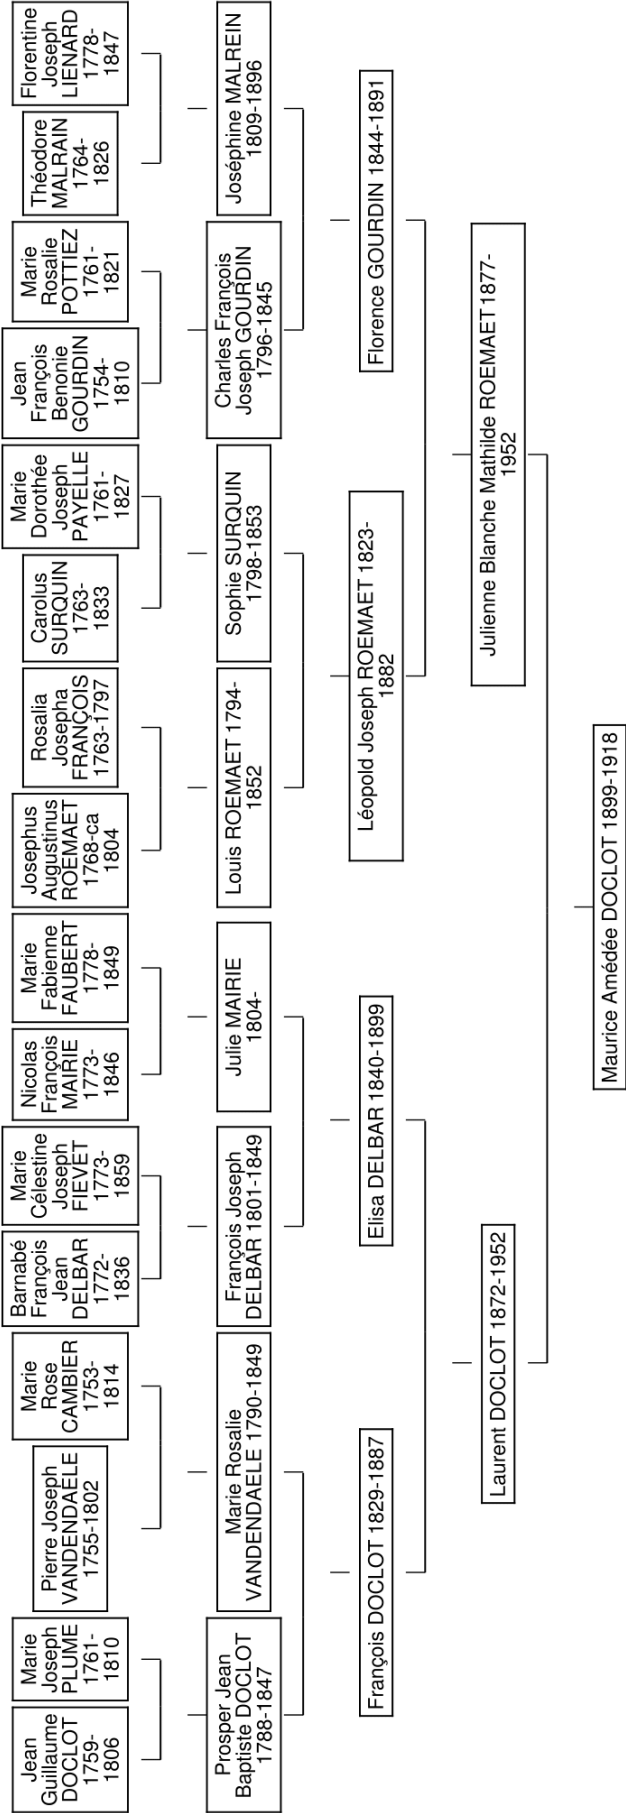 Jean
Guillaume
DOCLOT
1759-
1806
Marie
Joseph
PLUME
1761-
1810
Pierre Joseph
VANDENDAELE
1755-1802
Marie
Rose
CAMBIER
1753-
1814
Barnabé
François
Jean
DELBAR
1772-
1836
Marie
Célestine
Joseph
FIEVET
1773-
1859
Nicolas
François
MAIRIE
1773-
1846
Marie
Fabienne
FAUBERT
1778-
1849
Josephus
Augustinus
ROEMAET
1768-ca
1804
Rosalia
Josepha
FRANÇOIS
1763-1797
Carolus
SURQUIN
1763-
1833
Marie
Dorothée
Joseph
PAYELLE
1761-
1827
Jean
François
Benonie
GOURDIN
1754-
1810
Marie
Rosalie
POTTIEZ
1761-
1821
Théodore
MALRAIN
1764-
1826
Florentine
Joseph
LIENARD
1778-
1847
Prosper Jean
Baptiste DOCLOT
1788-1847
Marie Rosalie
VANDENDAELE 1790-1849
François Joseph
DELBAR 1801-1849
Julie MAIRIE
1804-
Louis ROEMAET 1794-
1852
Sophie SURQUIN
1798-1853
Charles François
Joseph GOURDIN
1796-1845
Joséphine MALREIN
1809-1896
François DOCLOT 1829-1887
Elisa DELBAR 1840-1899
Léopold Joseph ROEMAET 1823-
1882
Florence GOURDIN 1844-1891
Laurent DOCLOT 1872-1952
Julienne Blanche Mathilde ROEMAET 1877-
1952
Maurice Amédée DOCLOT 1899-1918